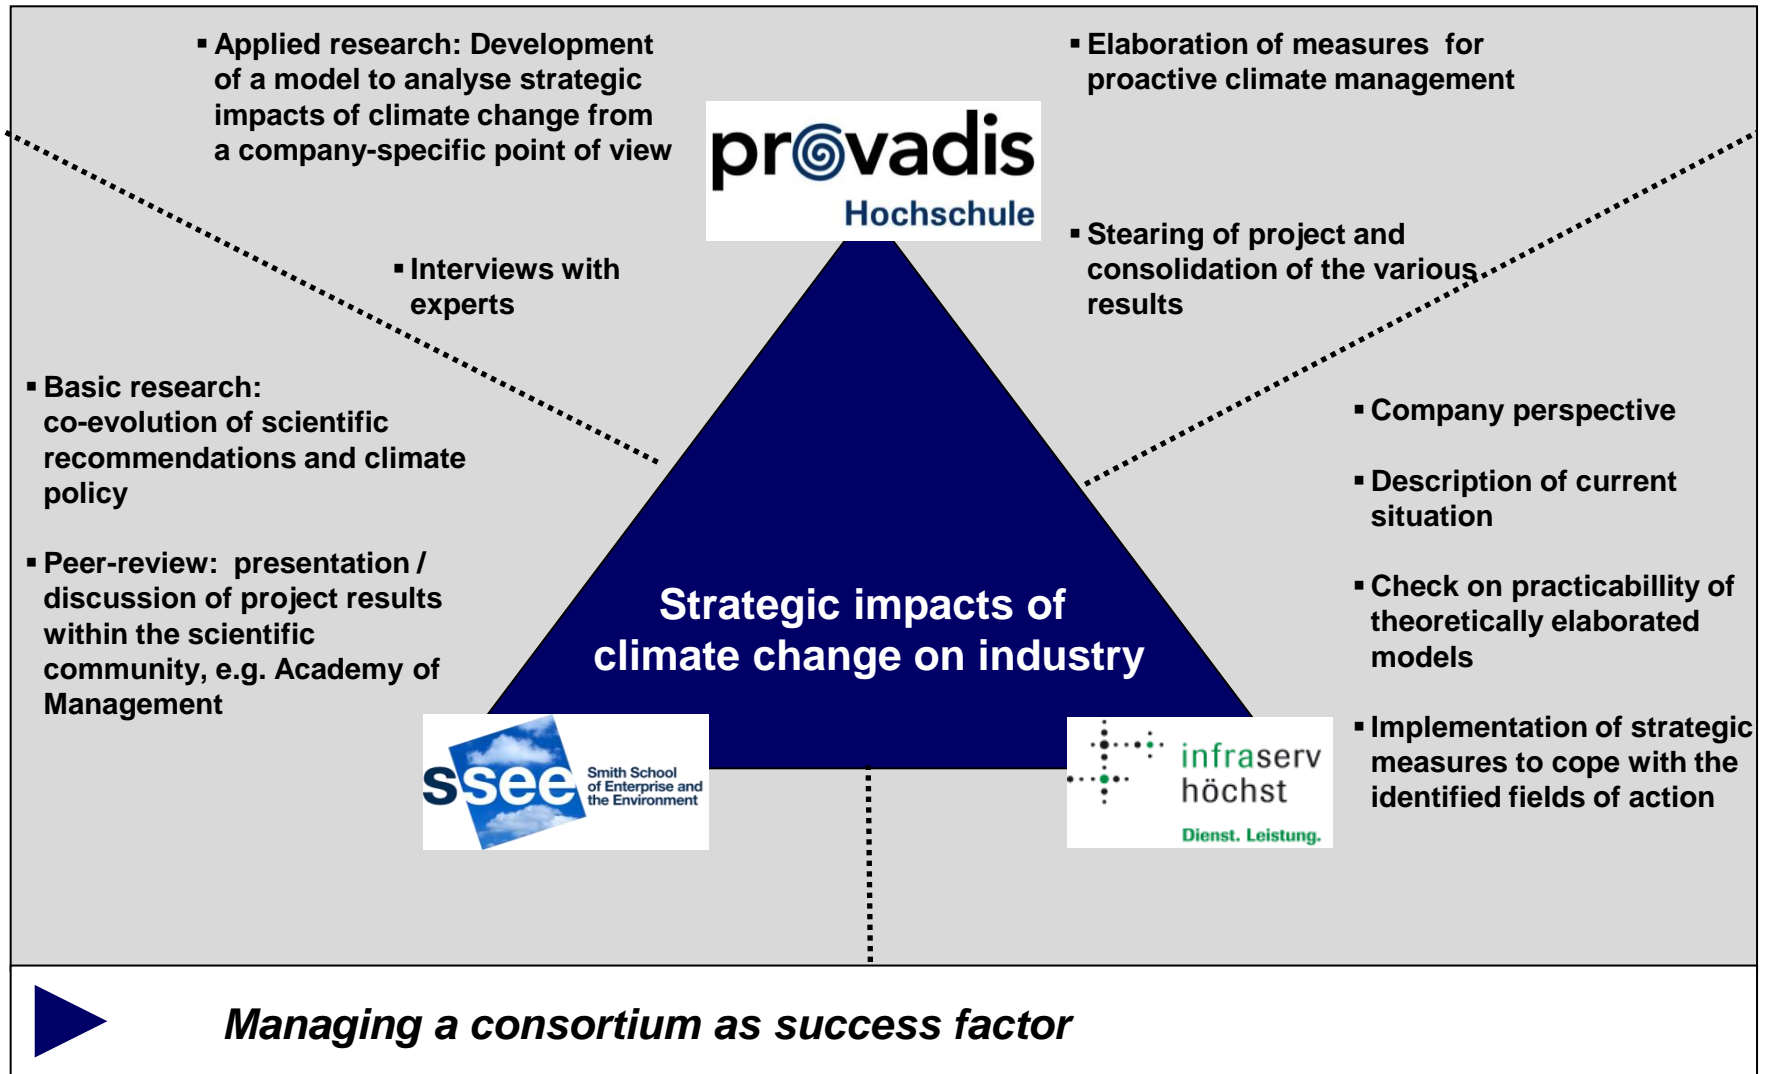 ▪ Applied research: Development
of a model to analyse strategic
impacts of climate change from
a company-specific point of view
▪ Interviews with
experts
provadis
Hochschule
▪ Elaboration of measures for
proactive climate management
▪ Stearing of project and
consolidation of the various
results
▪ Basic research:
co-evolution of scientific
recommendations and climate
policy
▪ Peer-review: presentation /
discussion of project results
within the scientific
community, e.g. Academy of
Management
Strategic impacts of
climate change on industry
▪ Company perspective
▪ Description of current
situation
▪ Check on practicabillity of
theoretically elaborated
models
▪ Implementation of strategic
measures to cope with the
identified fields of action
ssee
Smith School
of Enterprise and
the Environment
infraserv
höchst
Dienst. Leistung.
Managing a consortium as success factor